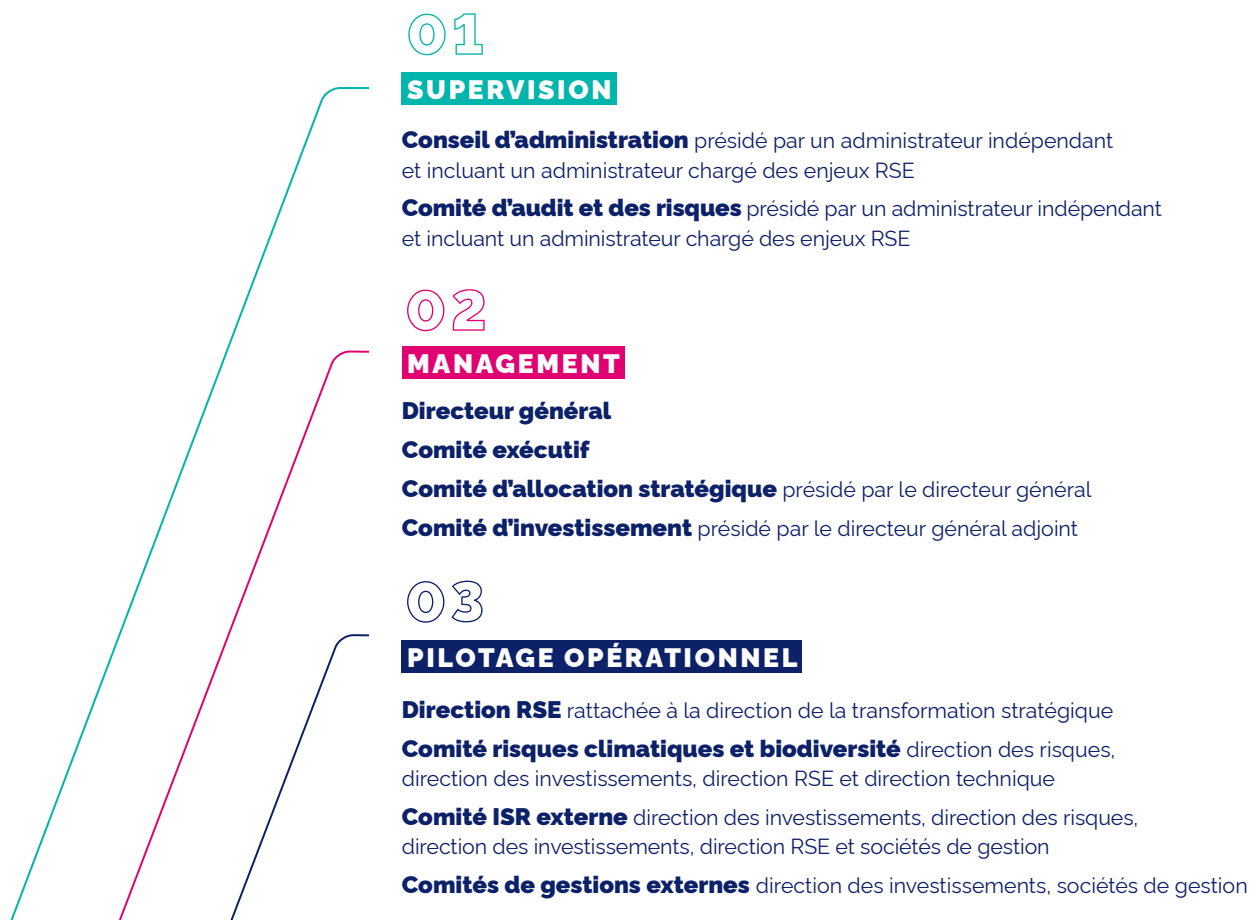 01
SUPERVISION
Conseil d’administration présidé par un administrateur indépendant
et incluant un administrateur chargé des enjeux RSE
Comité d’audit et des risques présidé par un administrateur indépendant
et incluant un administrateur chargé des enjeux RSE
02
MANAGEMENT
Directeur général
Comité exécutif
Comité d’allocation stratégique présidé par le directeur général
Comité d’investissement présidé par le directeur général adjoint
03
PILOTAGE OPÉRATIONNEL
Direction RSE rattachée à la direction de la transformation stratégique
Comité risques climatiques et biodiversité direction des risques,
direction des investissements, direction RSE et direction technique
Comité ISR externe direction des investissements, direction des risques,
direction des investissements, direction RSE et sociétés de gestion
Comités de gestions externes direction des investissements, sociétés de gestion